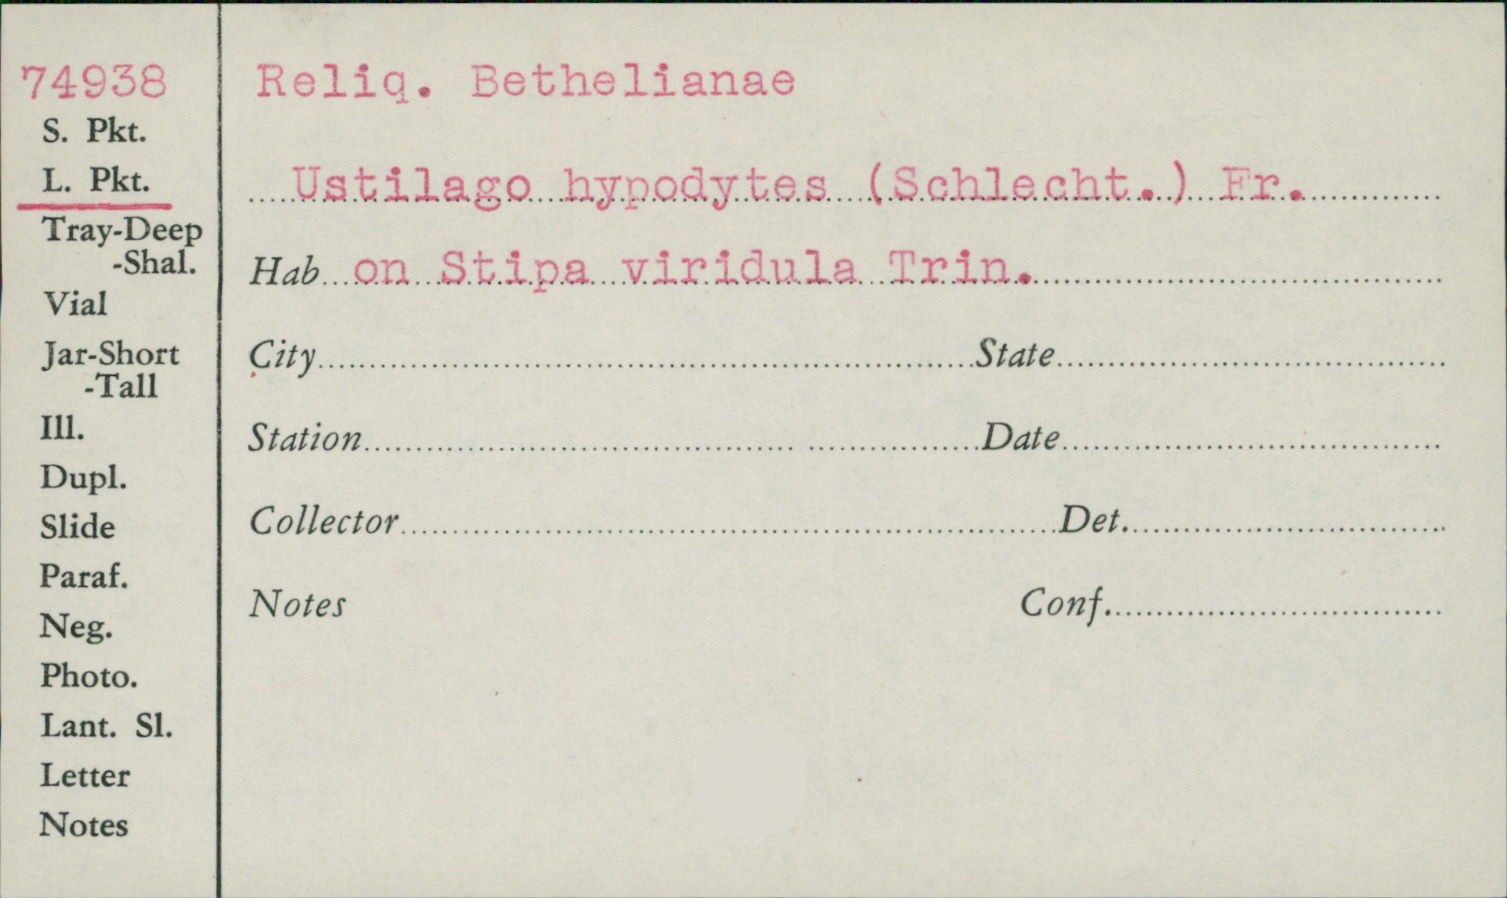 74938
S. Pkt.
L. Pkt.
Tray-Deep
-Shal.
Vial
Jar-Short
-Tall
Ill.
Dupl.
Slide
Paraf.
Neg.
Photo.
Lant. Sl.
Letter
Notes
Reliq. Bethelianae
Ustilago hypodytes (Schlecht.) Fr.
Hab on Stipa viridula Trin.
City State
Station Date
Collector Det.
Notes Conf.